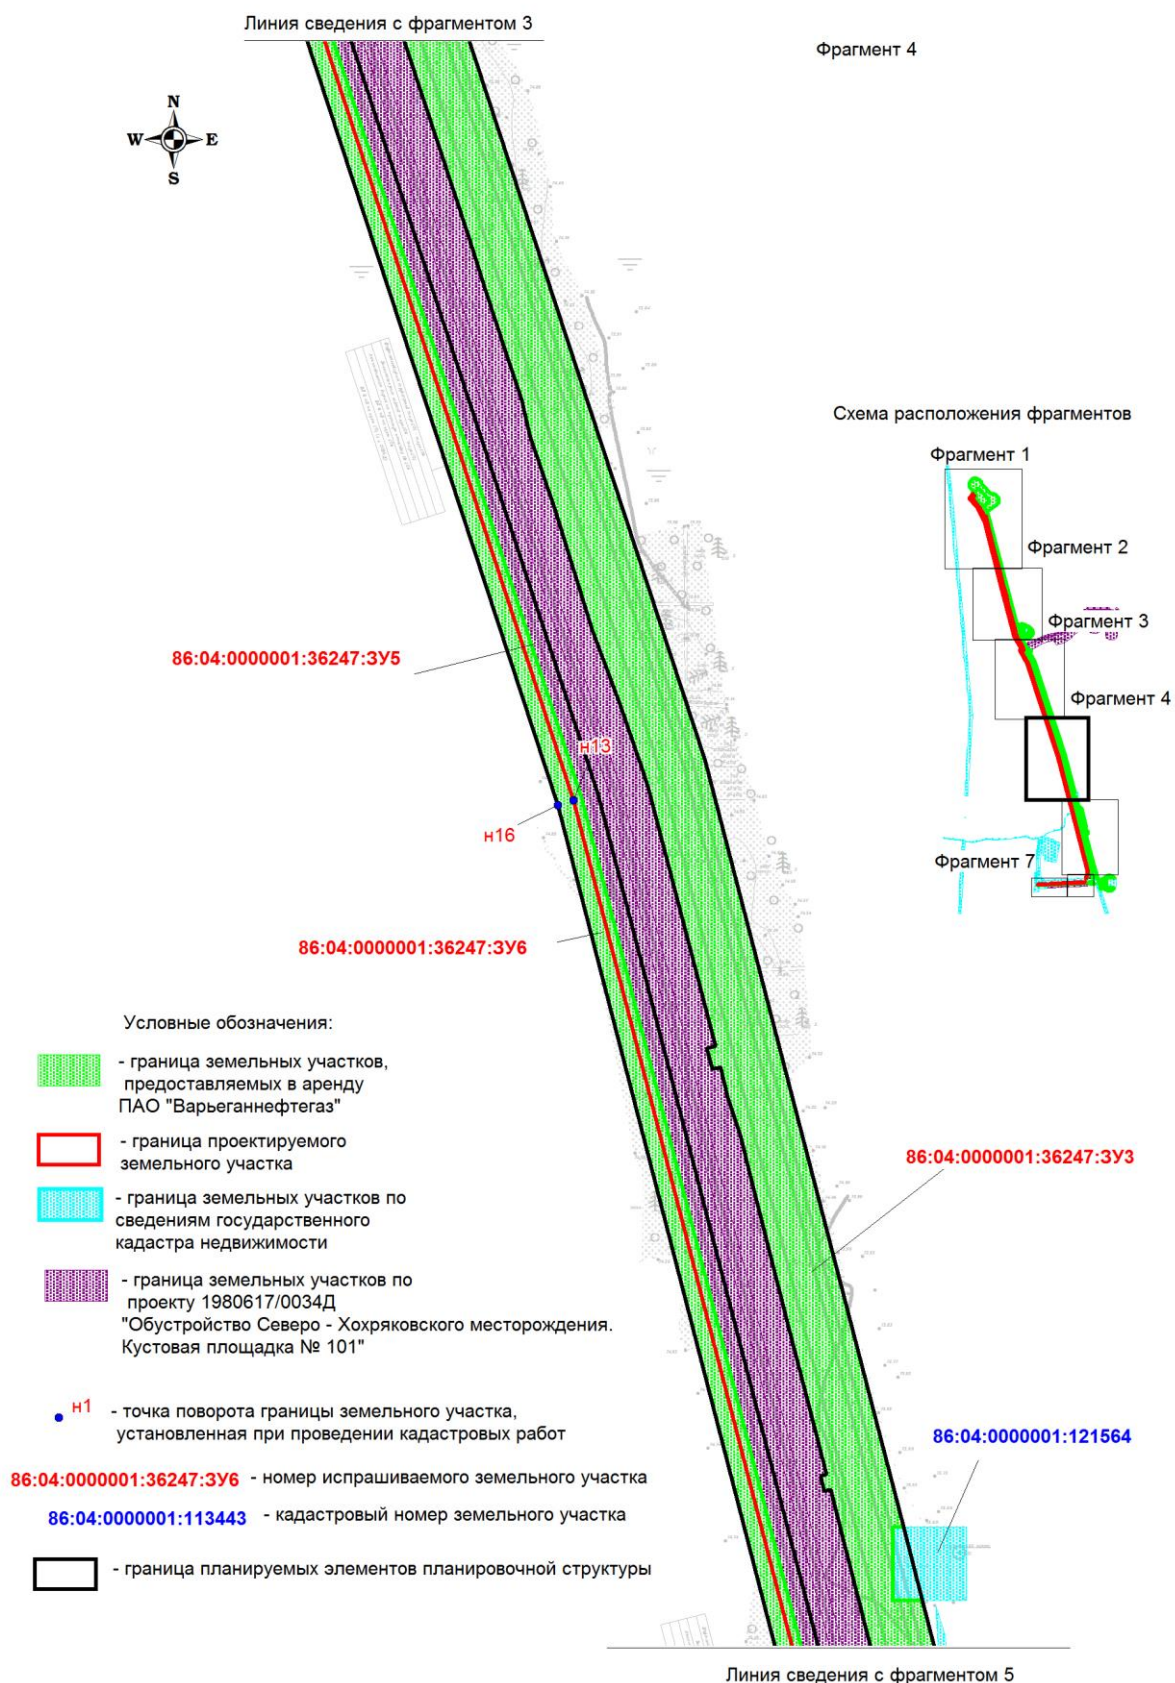 Линия сведения с фрагментом 3
Фрагмент 4
N
W
E
S
Схема расположения фрагментов
Фрагмент 1
Фрагмент 2
Фрагмент 3
Фрагмент 4
Фрагмент 7
86:04:0000001:36247:ЗУ5
н13
н16
86:04:0000001:36247:ЗУ6
86:04:0000001:36247:ЗУ3
86:04:0000001:121564
Условные обозначения:
- граница земельных участков,
предоставляемых в аренду
ПАО "Варьеганнефтегаз"
- граница проектируемого
земельного участка
- граница земельных участков по
сведениям государственного
кадастра недвижимости
- граница земельных участков по
проекту 1980617/0034Д
"Обустройство Северо - Хохряковского месторождения.
Кустовая площадка № 101"
н1 - точка поворота границы земельного участка,
установленная при проведении кадастровых работ
86:04:0000001:36247:ЗУ6 - номер испрашиваемого земельного участка
86:04:0000001:113443 - кадастровый номер земельного участка
- граница планируемых элементов планировочной структуры
Линия сведения с фрагментом 5